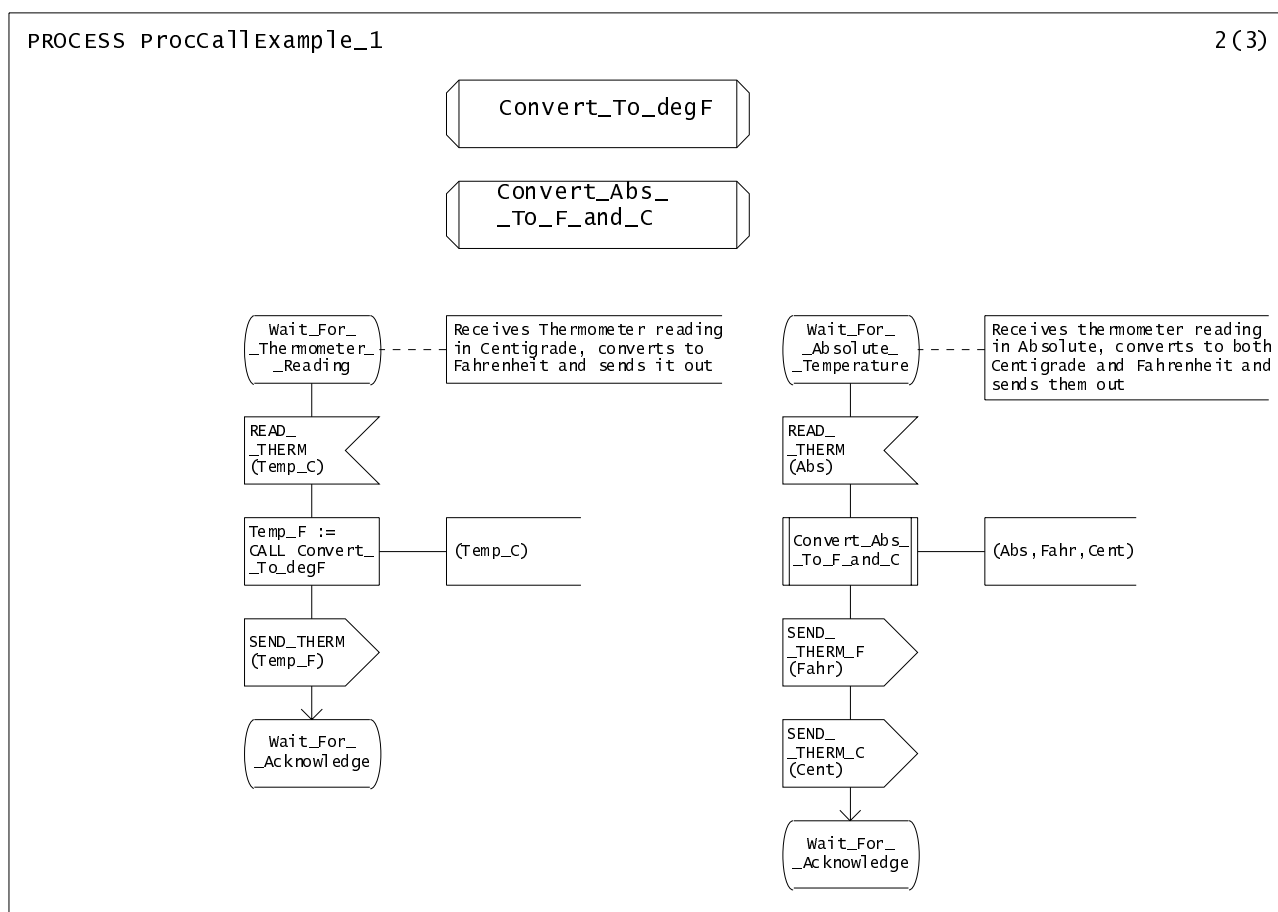 PROCESS ProcCallExample_1
2(3)
Convert_To_degF
Convert_Abs_
_To_F_and_C
Wait_For_
_Thermometer_
_Reading
Receives Thermometer reading
in Centigrade, converts to
Fahrenheit and sends it out
READ_
_THERM
(Temp_C)
Temp_F :=
CALL Convert_
_To_degF
(Temp_C)
SEND_THERM
(Temp_F)
Wait_For_
_Acknowledge
Wait_For_
_Absolute_
_Temperature
Receives thermometer reading
in Absolute, converts to both
Centigrade and Fahrenheit and
sends them out
READ_
_THERM
(Abs)
Convert_Abs_
_To_F_and_C
(Abs,Fahr,Cent)
SEND_
_THERM_F
(Fahr)
SEND_
_THERM_C
(Cent)
Wait_For_
_Acknowledge